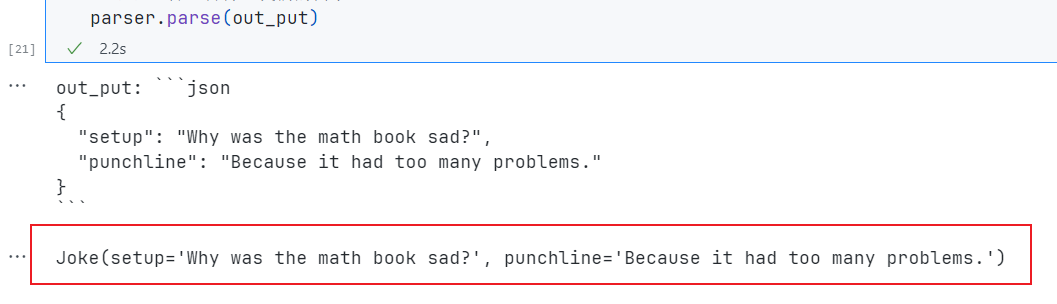 parser.parse(out_put)
[21]
✓ 2.2s
... out_put: ```json
{
"setup": "Why was the math book sad?",
"punchline": "Because it had too many problems."
}
```
... Joke(setup='Why was the math book sad?', punchline='Because it had too many problems.')